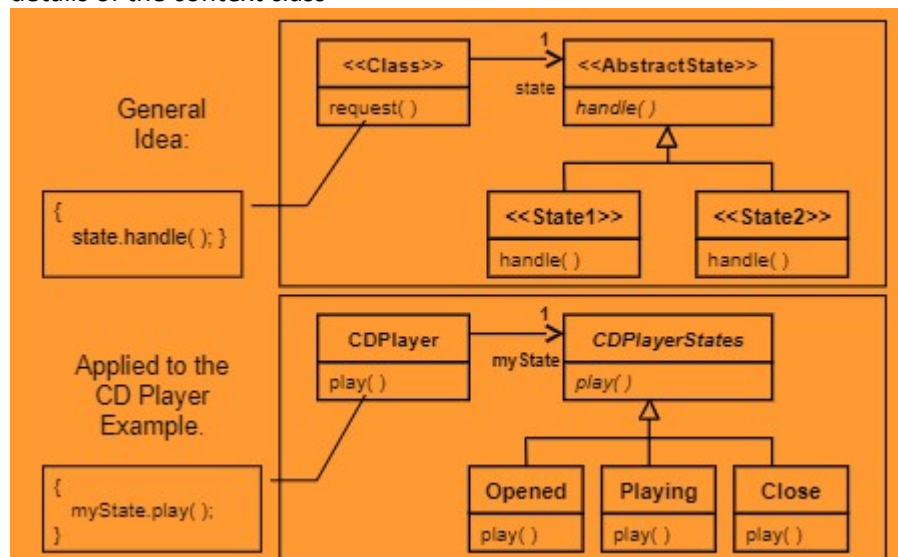 details of the context class
General
Idea:
<<Class>>
request( )
1
state
<<AbstractState>>
handle( )
{
state.handle( ); }
<<State1>>
handle( )
<<State2>>
handle( )
Applied to the
CD Player
Example.
CDPlayer
play( )
1
myState
CDPlayerStates
play( )
{
myState.play( );
}
Opened
play( )
Playing
play( )
Close
play( )